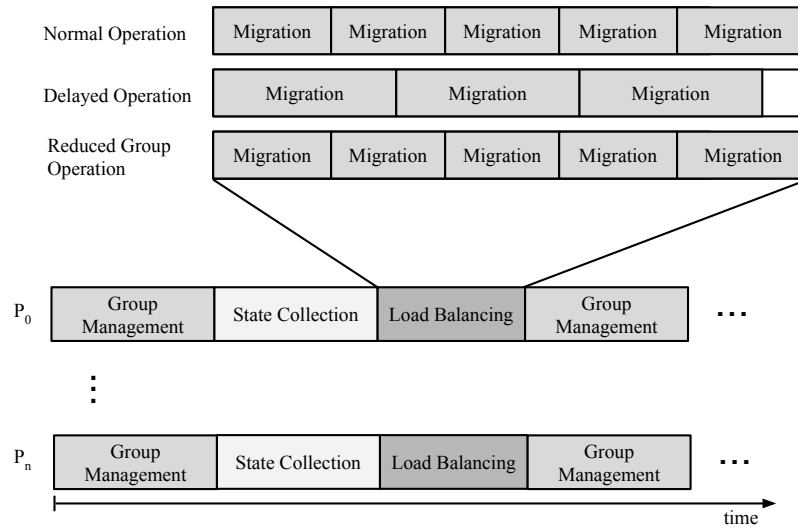 Normal Operation Migration Migration Migration Migration Migration
Delayed Operation Migration Migration Migration
Reduced Group
Operation
Migration Migration Migration Migration Migration
P0
Group
Management
State Collection
Load Balancing
Group
Management
...
⋮
Pn
Group
Management
State Collection
Load Balancing
Group
Management
...
time